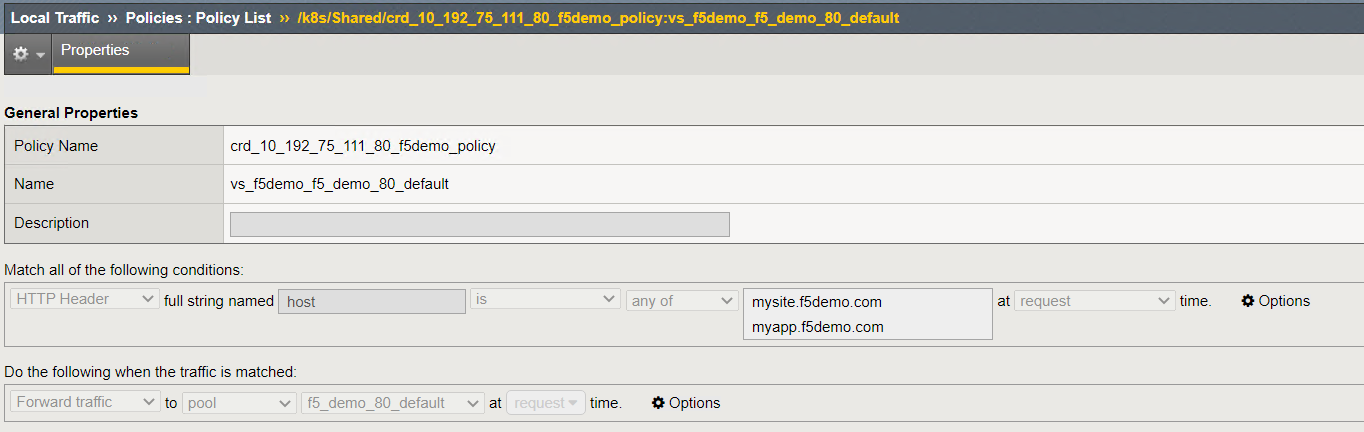 Local Traffic ›› Policies : Policy List ›› /k8s/Shared/crd_10_192_75_111_80_f5demo_policy:vs_f5demo_f5_demo_80_default
Properties
General Properties
Policy Name crd_10_192_75_111_80_f5demo_policy
Name vs_f5demo_f5_demo_80_default
Description
Match all of the following conditions:
HTTP Header full string named host is any of mysite.f5demo.com at request time. Options
myapp.f5demo.com
Do the following when the traffic is matched:
Forward traffic to pool f5_demo_80_default at request time. Options